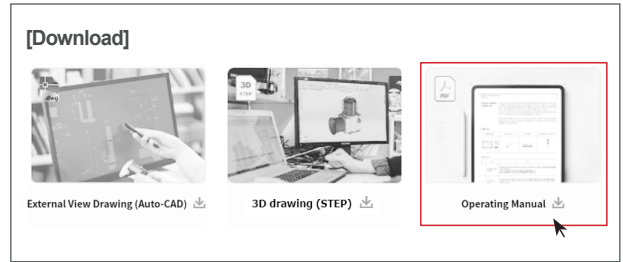 [Download]
.dwg
3D
STEP
PDF
External View Drawing (Auto-CAD)
3D drawing (STEP)
Operating Manual